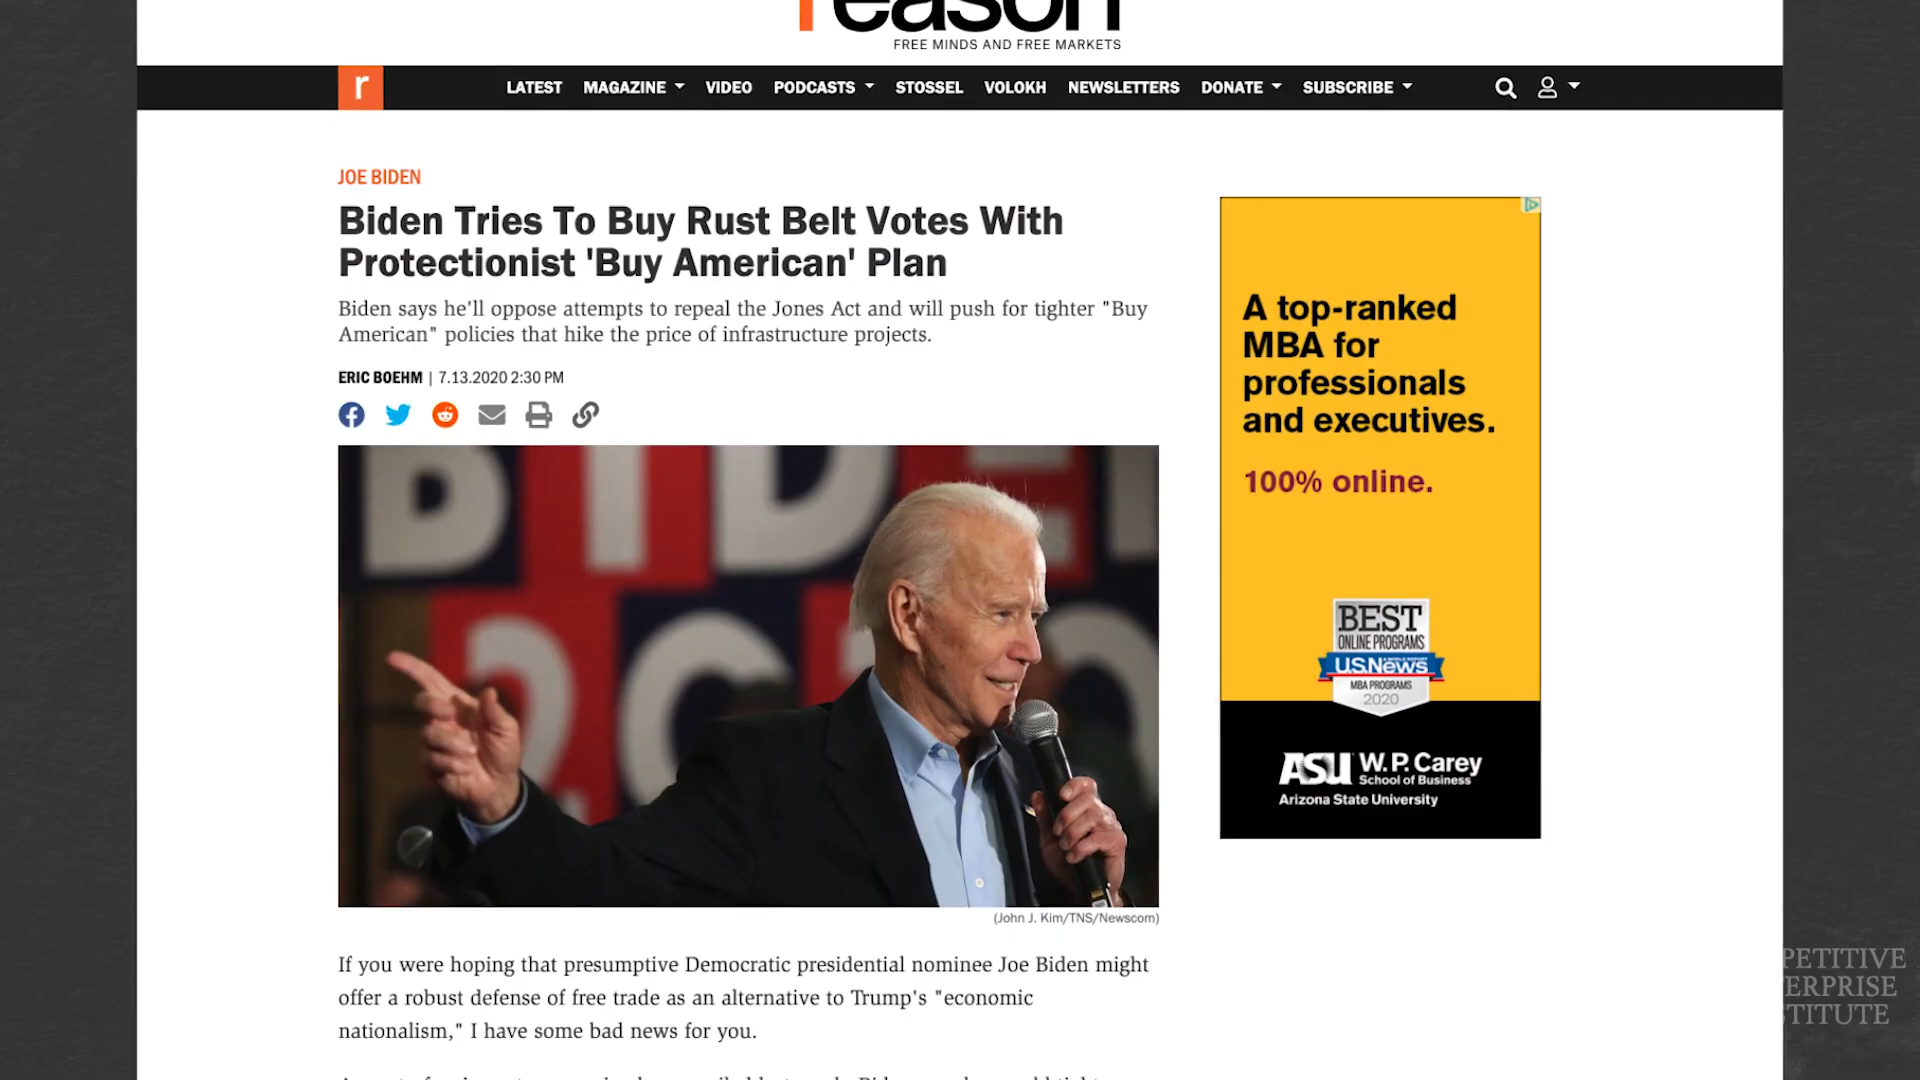 reason
FREE MINDS AND FREE MARKETS
r
LATEST MAGAZINE VIDEO PODCASTS STOSSEL VOLOKH NEWSLETTERS DONATE SUBSCRIBE
JOE BIDEN
Biden Tries To Buy Rust Belt Votes With
Protectionist 'Buy American' Plan
Biden says he'll oppose attempts to repeal the Jones Act and will push for tighter "Buy
American" policies that hike the price of infrastructure projects.
ERIC BOEHM | 7.13.2020 2:30 PM
BIDE
2020
(John J. Kim/TNS/Newscom)
If you were hoping that presumptive Democratic presidential nominee Joe Biden might
offer a robust defense of free trade as an alternative to Trump's "economic
nationalism," I have some bad news for you.
A top-ranked
MBA for
professionals
and executives.
100% online.
BEST
ONLINE PROGRAMS
U.S.News
MBA PROGRAMS
2020
ASU W. P. Carey
School of Business
Arizona State University
PETITIVE
ERPRISE
TITUTE